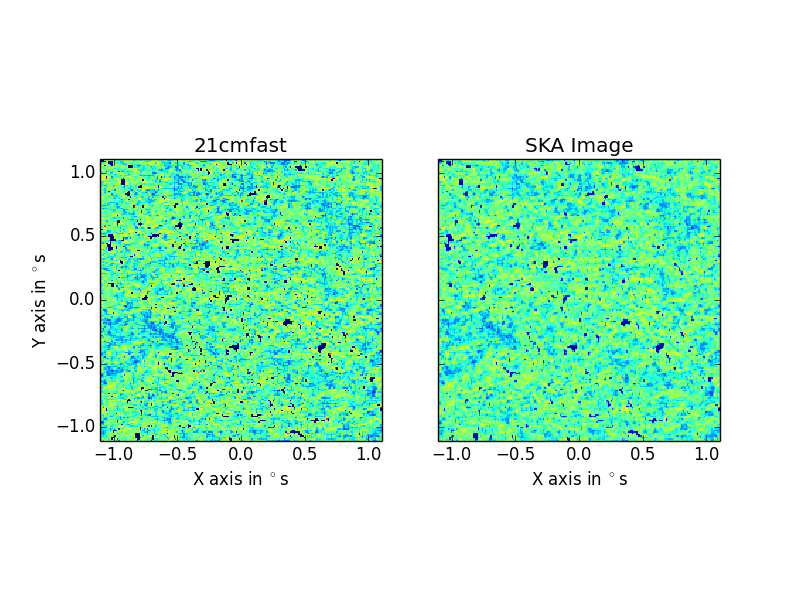 21cmfast
SKA Image
1.0
0.5
0.0
−0.5
−1.0
Y axis in °s
−1.0 −0.5 0.0 0.5 1.0
X axis in °s
−1.0 −0.5 0.0 0.5 1.0
X axis in °s